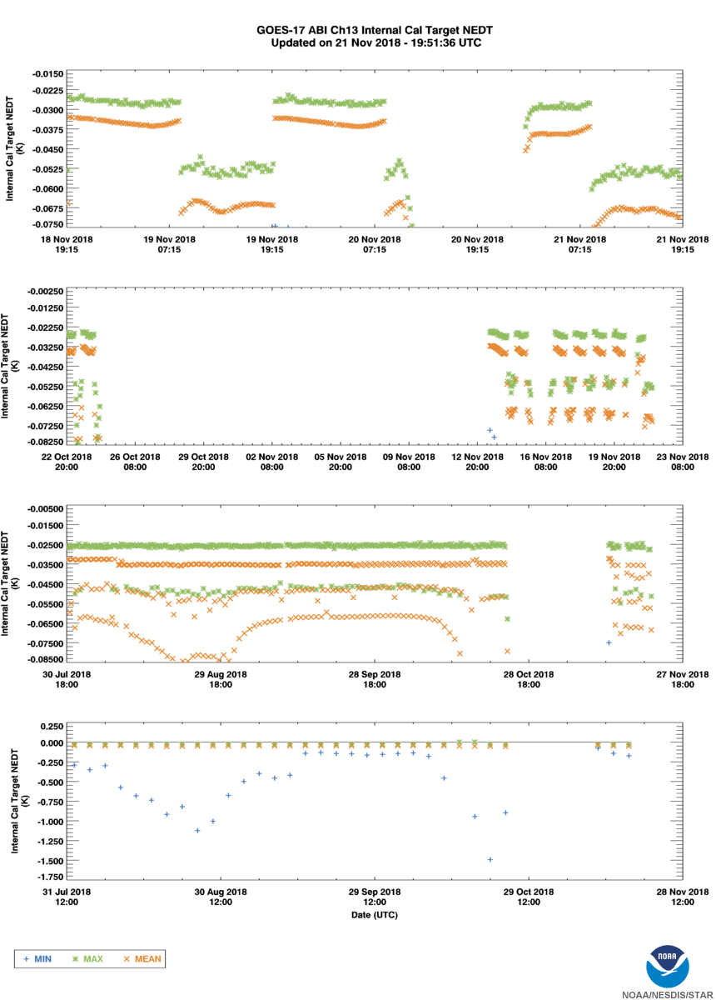 GOES-17 ABI Ch13 Internal Cal Target NEDT
Updated on 21 Nov 2018 - 19:51:36 UTC
Internal Cal Target NEDT
(K)
-0.0150
-0.0225
-0.0300
-0.0375
-0.0450
-0.0525
-0.0600
-0.0675
-0.0750
18 Nov 2018 19 Nov 2018 19 Nov 2018 20 Nov 2018 20 Nov 2018 21 Nov 2018 21 Nov 2018
19:15 07:15 19:15 07:15 19:15 07:15 19:15
Internal Cal Target NEDT
(K)
-0.00250
-0.01250
-0.02250
-0.03250
-0.04250
-0.05250
-0.06250
-0.07250
-0.08250
22 Oct 2018 26 Oct 2018 29 Oct 2018 02 Nov 2018 05 Nov 2018 09 Nov 2018 12 Nov 2018 16 Nov 2018 19 Nov 2018 23 Nov 2018
20:00 08:00 20:00 08:00 20:00 08:00 20:00 08:00 20:00 08:00
Internal Cal Target NEDT
(K)
-0.00500
-0.01500
-0.02500
-0.03500
-0.04500
-0.05500
-0.06500
-0.07500
-0.08500
30 Jul 2018 29 Aug 2018 28 Sep 2018 28 Oct 2018 27 Nov 2018
18:00 18:00 18:00 18:00 18:00
Internal Cal Target NEDT
(K)
0.250
0.000
-0.250
-0.500
-0.750
-1.000
-1.250
-1.500
-1.750
31 Jul 2018 30 Aug 2018 29 Sep 2018 29 Oct 2018 28 Nov 2018
12:00 12:00 12:00 12:00 12:00
Date (UTC)
MIN MAX MEAN
NOAA
NOAA/NESDIS/STAR